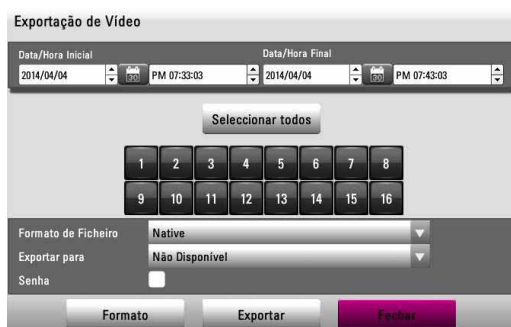 Exportação de Vídeo
Data/Hora Inicial Data/Hora Final
2014/04/04 30 PM 07:33:03 2014/04/04 30 PM 07:43:03
Seleccionar todos
1 2 3 4 5 6 7 8
9 10 11 12 13 14 15 16
Formato de Ficheiro Native
Exportar para Não Disponível
Senha
Formato Exportar Fechar